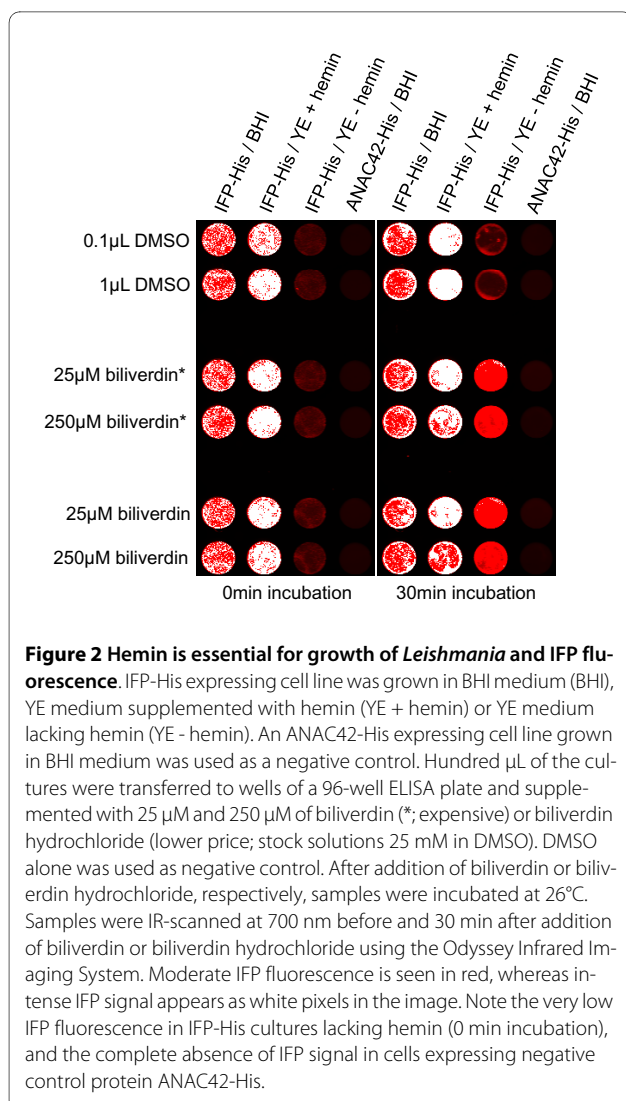 IFP-His / BHI
IFP-His / YE + hemin
IFP-His / YE - hemin
ANAC42-His / BHI
IFP-His / BHI
IFP-His / YE + hemin
IFP-His / YE - hemin
ANAC42-His / BHI
0.1µL DMSO
1µL DMSO
25µM biliverdin*
250µM biliverdin*
25µM biliverdin
250µM biliverdin
0min incubation
30min incubation
Figure 2 Hemin is essential for growth of Leishmania and IFP flu-
orescence. IFP-His expressing cell line was grown in BHI medium (BHI),
YE medium supplemented with hemin (YE + hemin) or YE medium
lacking hemin (YE - hemin). An ANAC42-His expressing cell line grown
in BHI medium was used as a negative control. Hundred µL of the cul-
tures were transferred to wells of a 96-well ELISA plate and supple-
mented with 25 µM and 250 µM of biliverdin (*; expensive) or biliverdin
hydrochloride (lower price; stock solutions 25 mM in DMSO). DMSO
alone was used as negative control. After addition of biliverdin or biliv-
erdin hydrochloride, respectively, samples were incubated at 26°C.
Samples were IR-scanned at 700 nm before and 30 min after addition
of biliverdin or biliverdin hydrochloride using the Odyssey Infrared Im-
aging System. Moderate IFP fluorescence is seen in red, whereas in-
tense IFP signal appears as white pixels in the image. Note the very low
IFP fluorescence in IFP-His cultures lacking hemin (0 min incubation),
and the complete absence of IFP signal in cells expressing negative
control protein ANAC42-His.